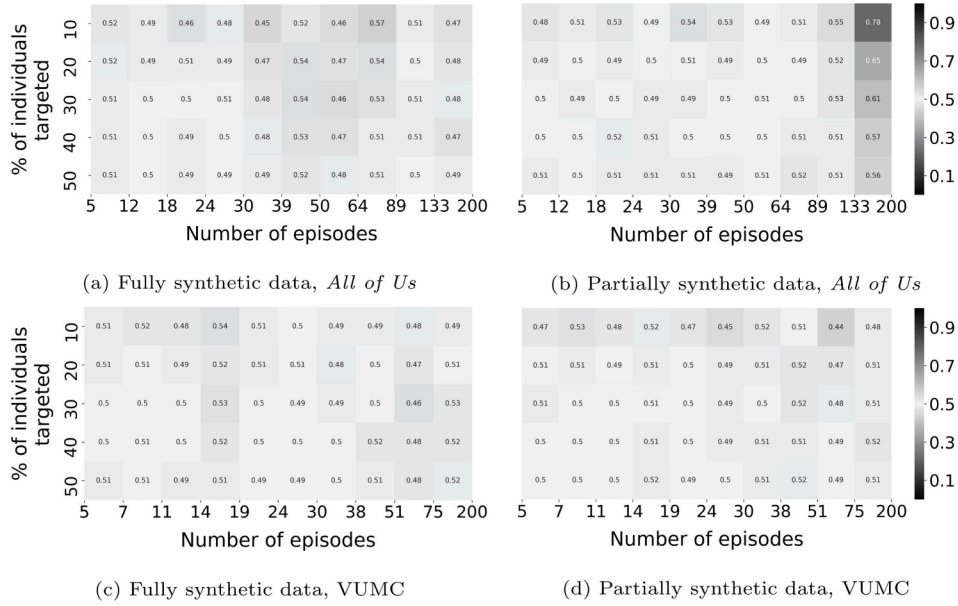 0.52 0.49 0.46 0.48 0.45 0.52 0.46 0.57 0.51 0.47
0.52 0.49 0.51 0.49 0.47 0.54 0.47 0.54 0.5 0.48
0.51 0.5 0.5 0.51 0.48 0.54 0.46 0.53 0.51 0.48
0.51 0.5 0.49 0.5 0.48 0.53 0.47 0.51 0.51 0.47
0.51 0.5 0.49 0.49 0.49 0.52 0.48 0.51 0.5 0.49
10
20
30
40
50
% of individuals
targeted
5 12 18 24 30 39 50 64 89 133 200
Number of episodes
(a) Fully synthetic data, All of Us
0.48 0.51 0.53 0.49 0.54 0.53 0.49 0.51 0.55 0.78
0.49 0.5 0.49 0.5 0.51 0.49 0.5 0.49 0.52 0.65
0.5 0.49 0.5 0.49 0.49 0.5 0.51 0.5 0.53 0.61
0.5 0.5 0.52 0.51 0.5 0.5 0.5 0.51 0.51 0.57
0.51 0.5 0.51 0.51 0.5 0.5 0.51 0.52 0.51 0.56
5 12 18 24 30 39 50 64 89 133 200
Number of episodes
0.9
0.7
0.5
0.3
0.1
(b) Partially synthetic data, All of Us
0.51 0.52 0.48 0.54 0.51 0.5 0.49 0.49 0.48 0.49
0.51 0.51 0.49 0.52 0.51 0.51 0.48 0.5 0.47 0.51
0.5 0.5 0.5 0.53 0.5 0.49 0.49 0.5 0.46 0.53
0.5 0.51 0.5 0.52 0.5 0.5 0.5 0.52 0.48 0.52
0.51 0.51 0.49 0.51 0.49 0.49 0.5 0.51 0.48 0.52
10
20
30
40
50
% of individuals
targeted
5 7 11 14 19 24 30 38 51 75 200
Number of episodes
(c) Fully synthetic data, VUMC
0.47 0.53 0.48 0.52 0.47 0.45 0.52 0.51 0.44 0.48
0.51 0.51 0.49 0.51 0.5 0.49 0.51 0.52 0.47 0.51
0.51 0.5 0.5 0.51 0.5 0.49 0.5 0.52 0.48 0.51
0.5 0.5 0.5 0.51 0.5 0.49 0.51 0.51 0.49 0.52
0.5 0.5 0.5 0.51 0.5 0.49 0.51 0.52 0.49 0.51
5 7 11 14 19 24 30 38 51 75 200
Number of episodes
0.9
0.7
0.5
0.3
0.1
(d) Partially synthetic data, VUMC